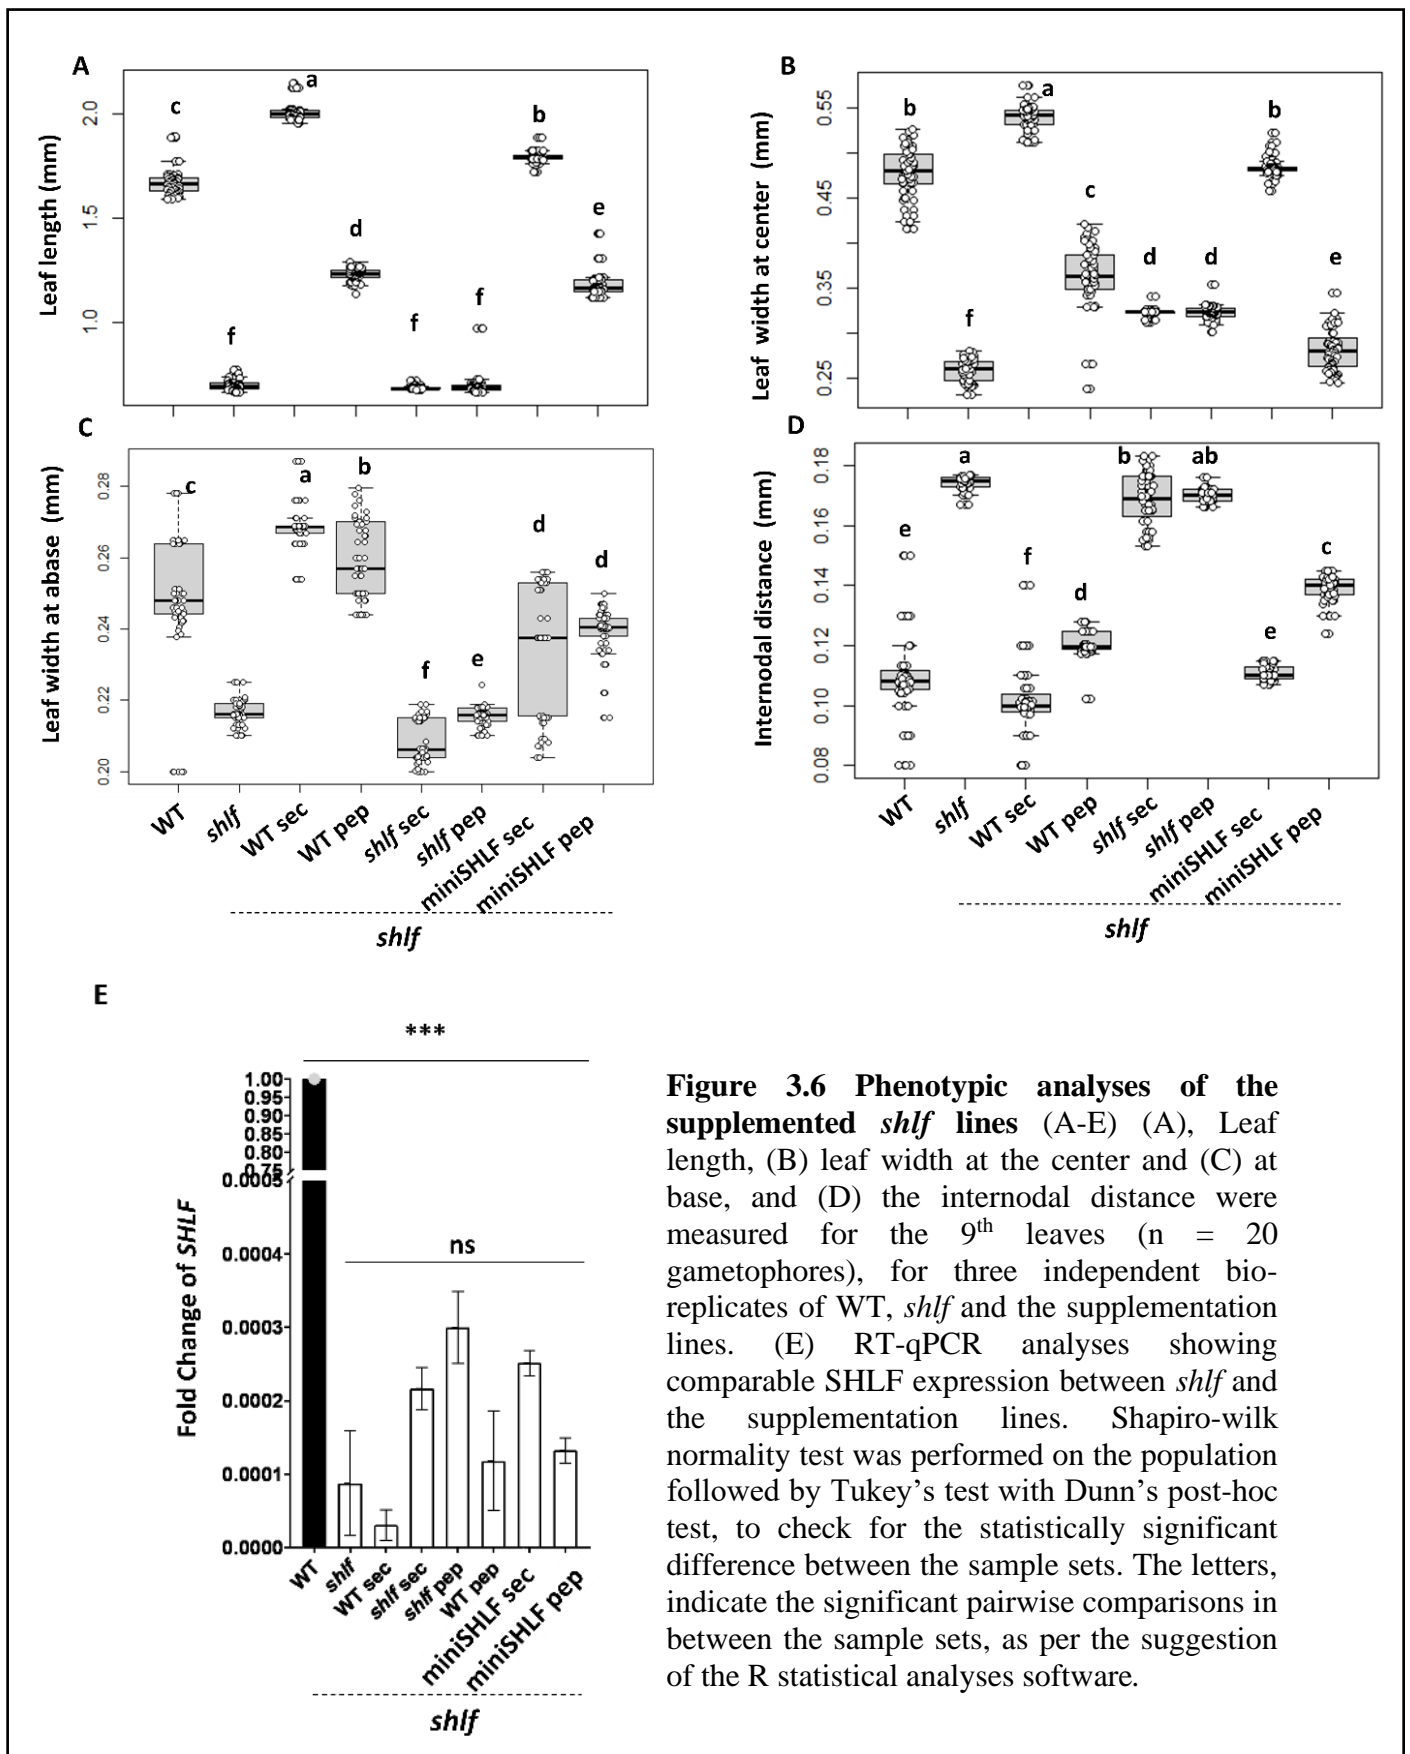 A
Leaf length (mm)
2.0
1.5
1.0
c
f
a
d
f
f
b
e
B
Leaf width at center (mm)
0.55
0.45
0.35
0.25
b
f
a
c
d
d
b
e
C
Leaf width at abase (mm)
0.28
0.26
0.24
0.22
0.20
c
a
b
f
e
d
d
WT
shlf
WT sec
WT pep
shlf sec
shlf pep
miniSHLF sec
miniSHLF pep
shlf
D
Internodal distance (mm)
0.18
0.16
0.14
0.12
0.10
0.08
e
a
f
d
b
ab
e
c
WT
shlf
WT sec
WT pep
shlf sec
shlf pep
miniSHLF sec
miniSHLF pep
shlf
E
***
Fold Change of SHLF
1.00
0.95
0.90
0.85
0.80
0.75
0.0005
0.0004
0.0003
0.0002
0.0001
0.0000
ns
WT
shlf
WT sec
shlf sec
shlf pep
WT pep
miniSHLF sec
miniSHLF pep
shlf
Figure 3.6 Phenotypic analyses of the
supplemented shlf lines (A-E) (A), Leaf
length, (B) leaf width at the center and (C) at
base, and (D) the internodal distance were
measured for the 9th leaves (n = 20
gametophores), for three independent bio-
replicates of WT, shlf and the supplementation
lines. (E) RT-qPCR analyses showing
comparable SHLF expression between shlf and
the supplementation lines. Shapiro-wilk
normality test was performed on the population
followed by Tukey’s test with Dunn’s post-hoc
test, to check for the statistically significant
difference between the sample sets. The letters,
indicate the significant pairwise comparisons in
between the sample sets, as per the suggestion
of the R statistical analyses software.